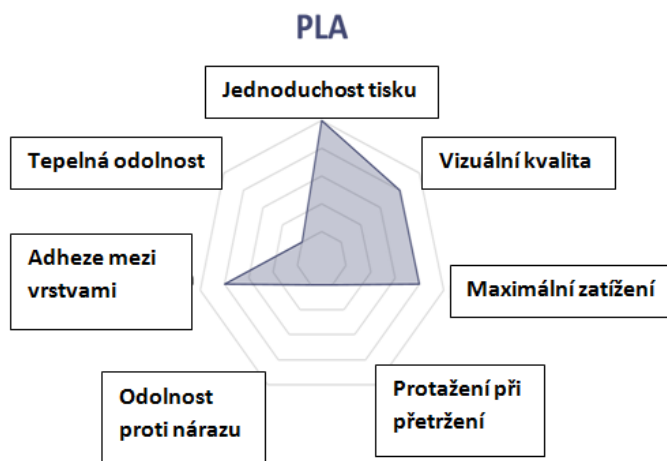 PLA
Jednoduchost tisku
Tepelná odolnost
Vizuální kvalita
Adheze mezi
vrstvami
Maximální zatížení
Odolnost
proti nárazu
Protažení při
přetržení